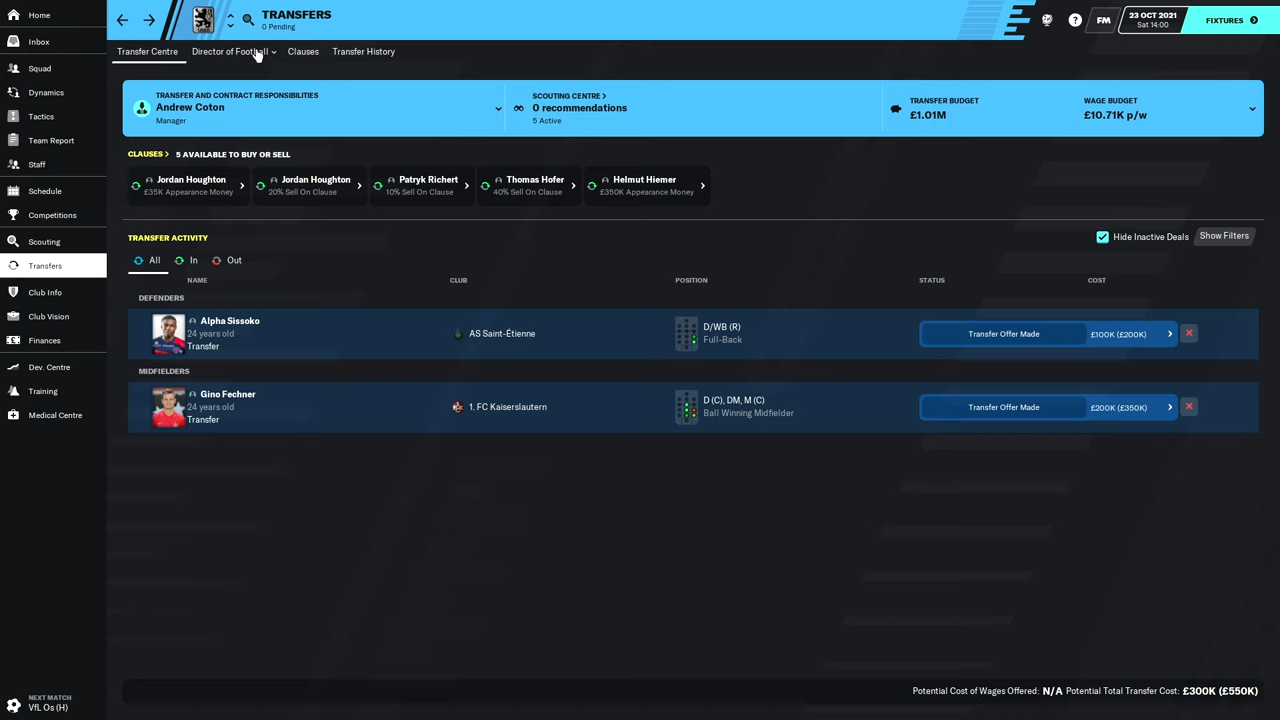 Home
TRANSFERS
0 Pending
FM
23 OCT 2021
Sat 14:00
FIXTURES
Inbox
Squad
Dynamics
Tactics
Team Report
Staff
Schedule
Competitions
Scouting
Transfers
Club Info
Club Vision
Finances
Dev. Centre
Training
Medical Centre
NEXT MATCH
VfL Os (H)
Transfer Centre
Director of Football
Clauses
Transfer History
TRANSFER AND CONTRACT RESPONSIBILITIES
Andrew Coton
Manager
SCOUTING CENTRE >
0 recommendations
5 Active
TRANSFER BUDGET
£1.01M
WAGE BUDGET
£10.71K p/w
CLAUSES > 5 AVAILABLE TO BUY OR SELL
Jordan Houghton
£35K Appearance Money
Jordan Houghton
20% Sell On Clause
Patryk Richert
10% Sell On Clause
Thomas Hofer
40% Sell On Clause
Helmut Hiemer
£350K Appearance Money
TRANSFER ACTIVITY
Hide Inactive Deals
Show Filters
All In Out
NAME CLUB POSITION STATUS COST
DEFENDERS
Alpha Sissoko
24 years old
Transfer
AS Saint-Étienne
D/WB (R)
Full-Back
Transfer Offer Made
£100K (£200K)
MIDFIELDERS
Gino Fechner
24 years old
Transfer
1. FC Kaiserslautern
D (C), DM, M (C)
Ball Winning Midfielder
Transfer Offer Made
£200K (£350K)
Potential Cost of Wages Offered: N/A Potential Total Transfer Cost: £300K (£550K)